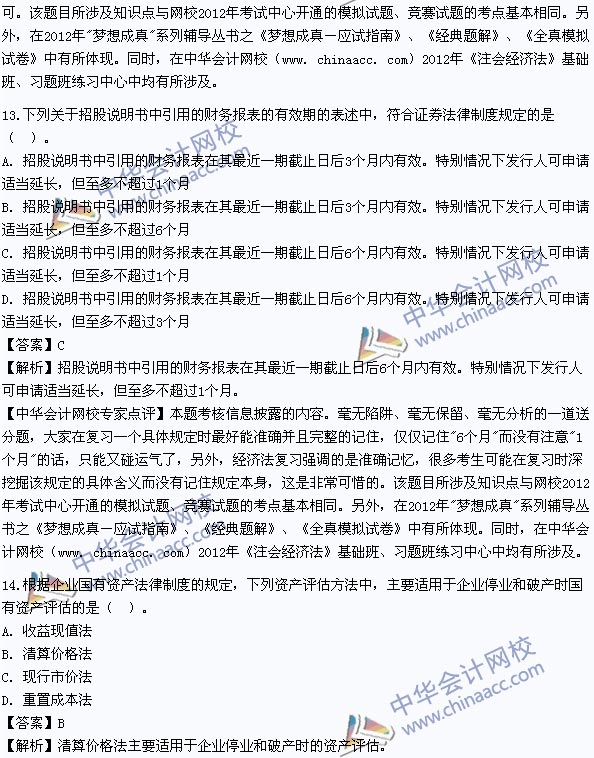 可。该题目所涉及知识点与网校2012年考试中心开通的模拟试题、竞赛试题的考点基本相同。另
外，在2012年"梦想成真"系列辅导丛书之《梦想成真—应试指南》、《经典题解》、《全真模拟
试卷》中有所体现。同时，在中华会计网校（www. chinaacc. com）2012年《注会经济法》基础
班、习题班练习中心中均有所涉及。
13.下列关于招股说明书中引用的财务报表的有效期的表述中，符合证券法律制度规定的是
（　）。
A. 招股说明书中引用的财务报表在其最近一期截止日后3个月内有效。特别情况下发行人可申请
适当延长，但至多不超过1个月
B. 招股说明书中引用的财务报表在其最近一期截止日后3个月内有效。特别情况下发行人可申请
适当延长，但至多不超过6个月
C. 招股说明书中引用的财务报表在其最近一期截止日后6个月内有效。特别情况下发行人可申请
适当延长，但至多不超过1个月
D. 招股说明书中引用的财务报表在其最近一期截止日后6个月内有效。特别情况下发行人可申请
适当延长，但至多不超过3个月
【答案】C
【解析】招股说明书中引用的财务报表在其最近一期截止日后6个月内有效。特别情况下发行人
可申请适当延长，但至多不超过1个月。
【中华会计网校专家点评】本题考核信息披露的内容。毫无陷阱、毫无保留、毫无分析的一道送
分题，大家在复习一个具体规定时最好能准确并且完整的记住，仅仅记住"6个月"而没有注意"1
个月"的话，只能又碰运气了，另外，经济法复习强调的是准确记忆，很多考生可能在复习时深
挖掘该规定的具体含义而没有记住规定本身，这是非常可惜的。该题目所涉及知识点与网校2012
年考试中心开通的模拟试题、竞赛试题的考点基本相同。另外，在2012年"梦想成真"系列辅导丛
书之《梦想成真—应试指南》、《经典题解》、《全真模拟试卷》中有所体现。同时，在中华会
计网校（www. chinaacc. com）2012年《注会经济法》基础班、习题班练习中心中均有所涉及。
14.根据企业国有资产法律制度的规定，下列资产评估方法中，主要适用于企业停业和破产时国
有资产评估的是（　）。
A. 收益现值法
B. 清算价格法
C. 现行市价法
D. 重置成本法
【答案】B
【解析】清算价格法主要适用于企业停业和破产时的资产评估。
中华会计网校
www.chinaacc.com
中华会计网校
www.chinaacc.com
中华会计网校
www.chinaacc.com
中华会计网校
www.chinaacc.com